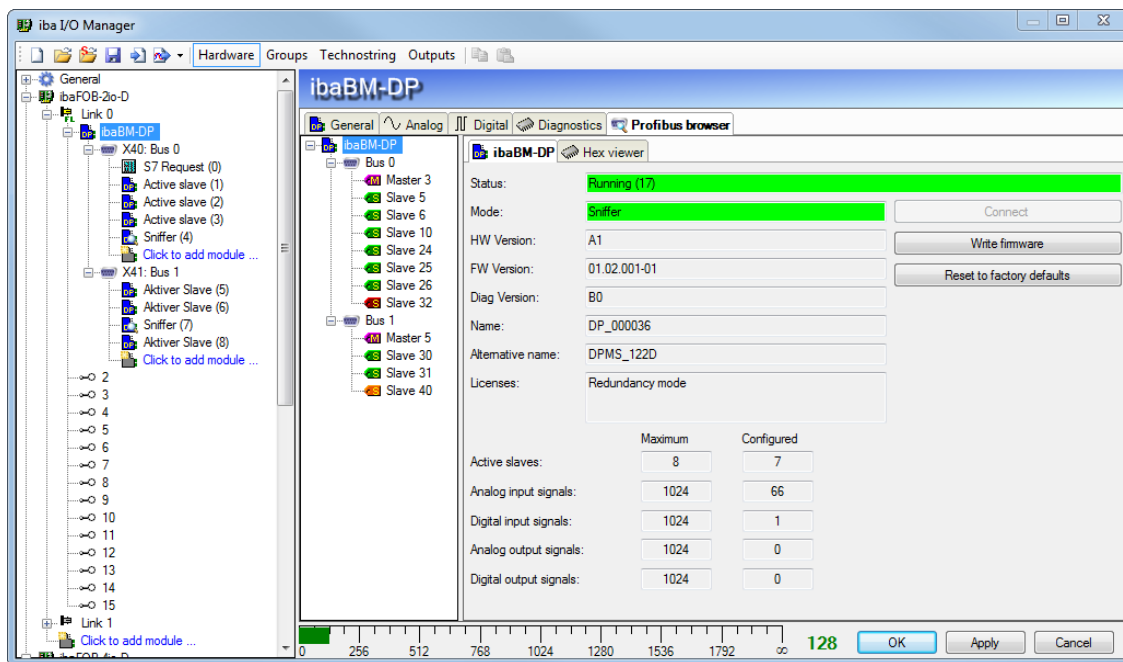 iba I/O Manager
Hardware Groups Technostring Outputs
General
ibaFOB-2io-D
Link 0
ibaBM-DP
X40: Bus 0
S7 Request (0)
Active slave (1)
Active slave (2)
Active slave (3)
Sniffer (4)
Click to add module ...
X41: Bus 1
Aktiver Slave (5)
Aktiver Slave (6)
Sniffer (7)
Aktiver Slave (8)
Click to add module ...
2
3
4
5
6
7
8
9
10
11
12
13
14
15
Link 1
Click to add module ...
ibaFOB-4io-D
ibaBM-DP
General Analog Digital Diagnostics Profibus browser
ibaBM-DP
Bus 0
Master 3
Slave 5
Slave 6
Slave 10
Slave 24
Slave 25
Slave 26
Slave 32
Bus 1
Master 5
Slave 30
Slave 31
Slave 40
ibaBM-DP Hex viewer
Status: Running (17)
Mode: Sniffer Connect
HW Version: A1 Write firmware
FW Version: 01.02.001-01 Reset to factory defaults
Diag Version: B0
Name: DP_000036
Alternative name: DPMS_122D
Licenses: Redundancy mode
Maximum Configured
Active slaves: 8 7
Analog input signals: 1024 66
Digital input signals: 1024 1
Analog output signals: 1024 0
Digital output signals: 1024 0
0 256 512 768 1024 1280 1536 1792 ∞ 128 OK Apply Cancel